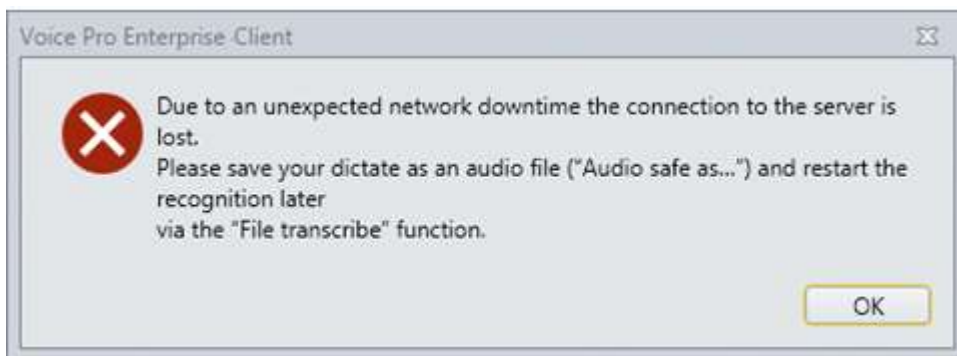 Voice Pro Enterprise Client
Due to an unexpected network downtime the connection to the server is
lost.
Please save your dictate as an audio file ("Audio safe as...") and restart the
recognition later
via the "File transcribe" function.
OK